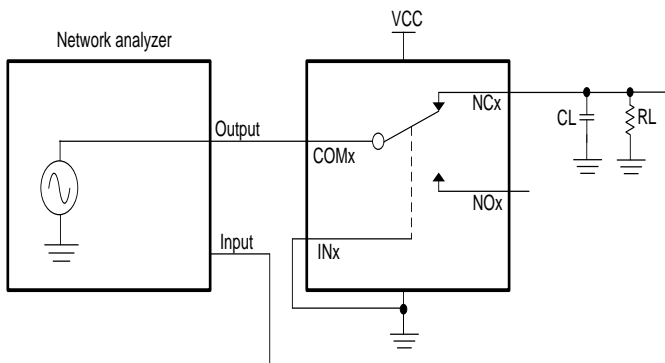 VCC
Network analyzer
NCx
CL
RL
Output
COMx
NOx
Input
INx